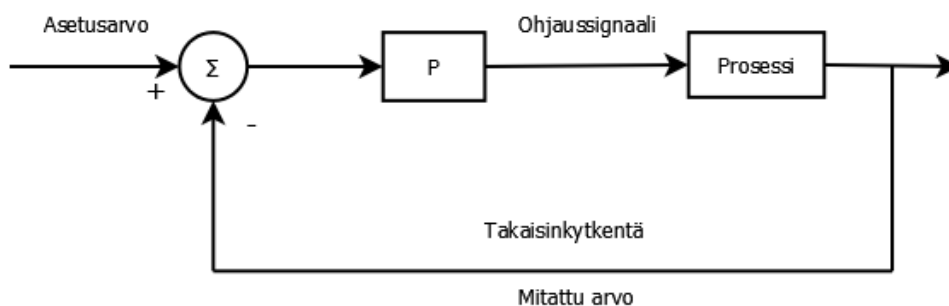 Asetusarvo
Ohjaussignaali
Σ
P
Prosessi
+
-
Takaisinkytkentä
Mitattu arvo